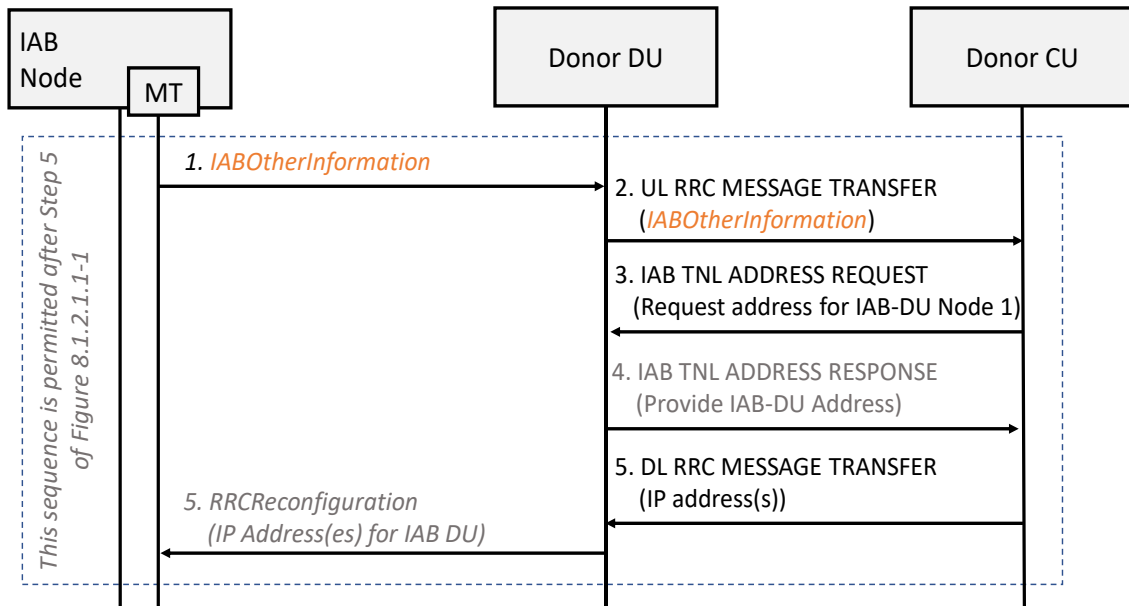 IAB
Node
MT
Donor DU
Donor CU
This sequence is permitted after Step 5
of Figure 8.1.2.1.1-1
1. IABOtherInformation
2. UL RRC MESSAGE TRANSFER
(IABOtherInformation)
3. IAB TNL ADDRESS REQUEST
(Request address for IAB-DU Node 1)
4. IAB TNL ADDRESS RESPONSE
(Provide IAB-DU Address)
5. DL RRC MESSAGE TRANSFER
(IP address(s))
5. RRCReconfiguration
(IP Address(es) for IAB DU)